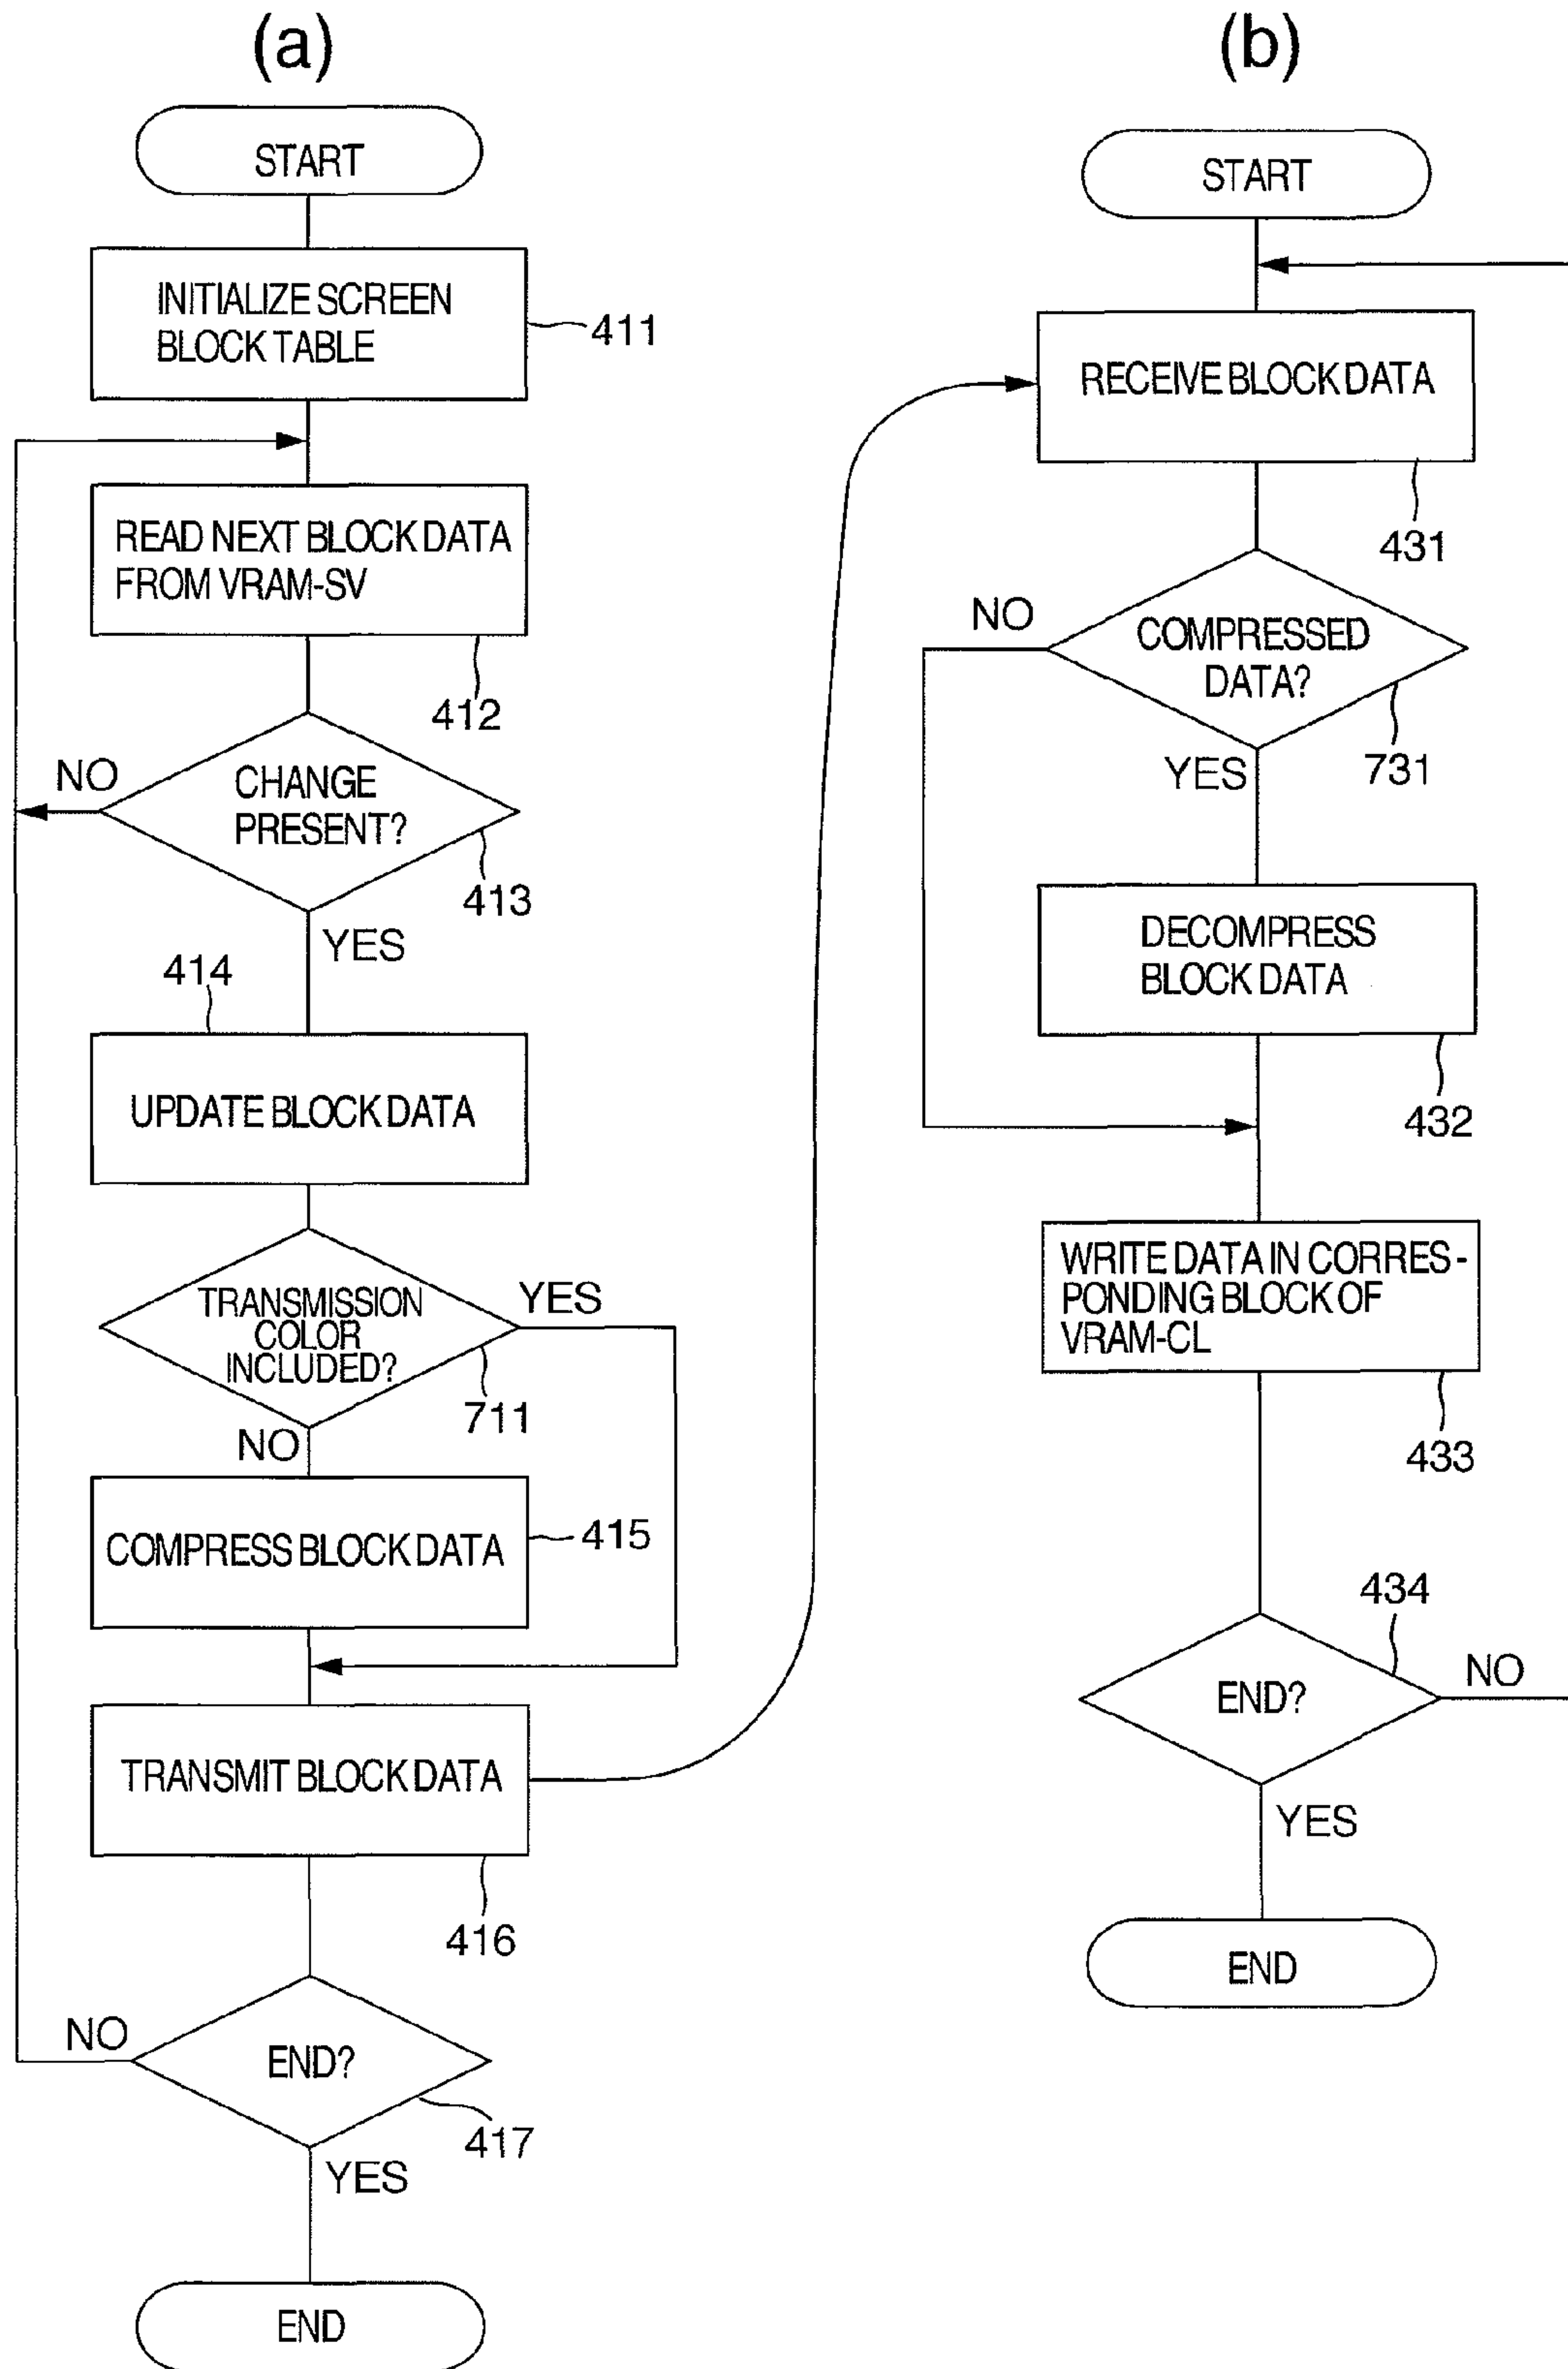 (a)
START
INITIALIZE SCREEN
BLOCK TABLE
411
READ NEXT BLOCK DATA
FROM VRAM-SV
412
NO
CHANGE
PRESENT?
413
YES
414
UPDATE BLOCK DATA
TRANSMISSION
COLOR
INCLUDED?
YES
711
NO
COMPRESS BLOCK DATA
415
TRANSMIT BLOCK DATA
416
NO
END?
417
YES
END
(b)
START
RECEIVE BLOCK DATA
431
NO
COMPRESSED
DATA?
731
YES
DECOMPRESS
BLOCK DATA
432
WRITE DATA IN CORRES-
PONDING BLOCK OF
VRAM-CL
433
434
END?
NO
YES
END